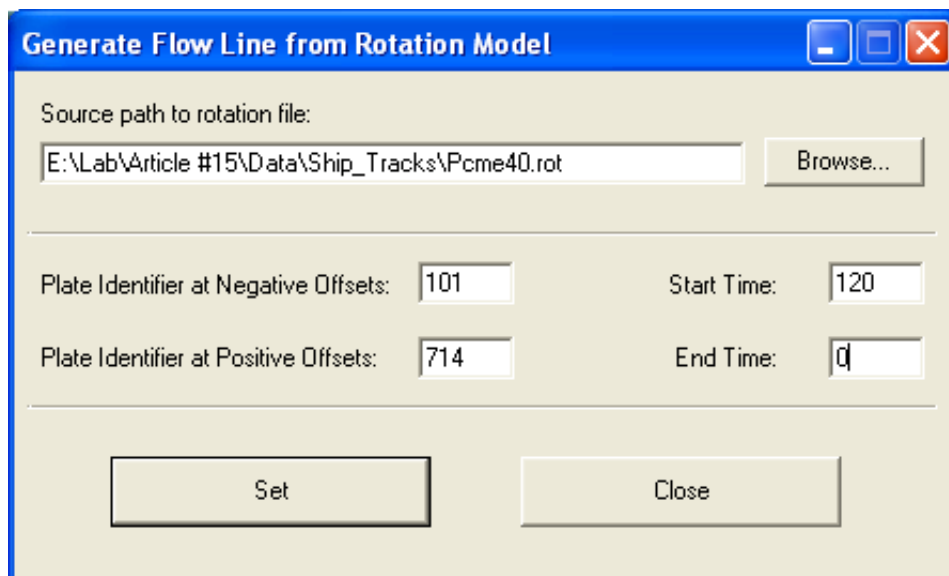 Generate Flow Line from Rotation Model
Source path to rotation file:
E:\Lab\Article #15\Data\Ship_Tracks\Pcme40.rot
Browse...
Plate Identifier at Negative Offsets: 101 Start Time: 120
Plate Identifier at Positive Offsets: 714 End Time: 0
Set Close